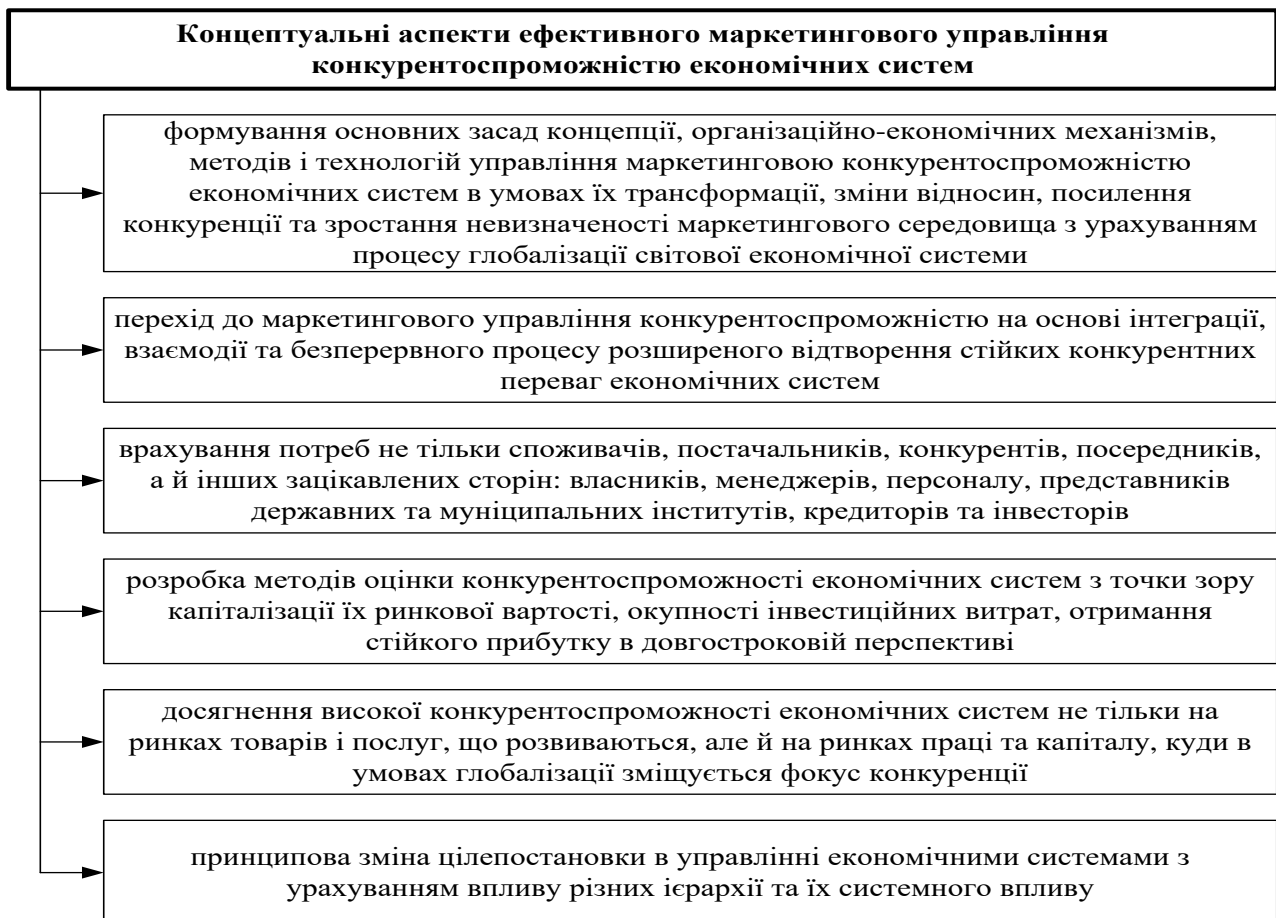 Концептуальні аспекти ефективного маркетингового управління
конкурентоспроможністю економічних систем
формування основних засад концепції, організаційно-економічних механізмів,
методів і технологій управління маркетинговою конкурентоспроможністю
економічних систем в умовах їх трансформації, зміни відносин, посилення
конкуренції та зростання невизначеності маркетингового середовища з урахуванням
процесу глобалізації світової економічної системи
перехід до маркетингового управління конкурентоспроможністю на основі інтеграції,
взаємодії та безперервного процесу розширеного відтворення стійких конкурентних
переваг економічних систем
врахування потреб не тільки споживачів, постачальників, конкурентів, посередників,
а й інших зацікавлених сторін: власників, менеджерів, персоналу, представників
державних та муніципальних інститутів, кредиторів та інвесторів
розробка методів оцінки конкурентоспроможності економічних систем з точки зору
капіталізації їх ринкової вартості, окупності інвестиційних витрат, отримання
стійкого прибутку в довгостроковій перспективі
досягнення високої конкурентоспроможності економічних систем не тільки на
ринках товарів і послуг, що розвиваються, але й на ринках праці та капіталу, куди в
умовах глобалізації зміщується фокус конкуренції
принципова зміна цілепостановки в управлінні економічними системами з
урахуванням впливу різних ієрархії та їх системного впливу